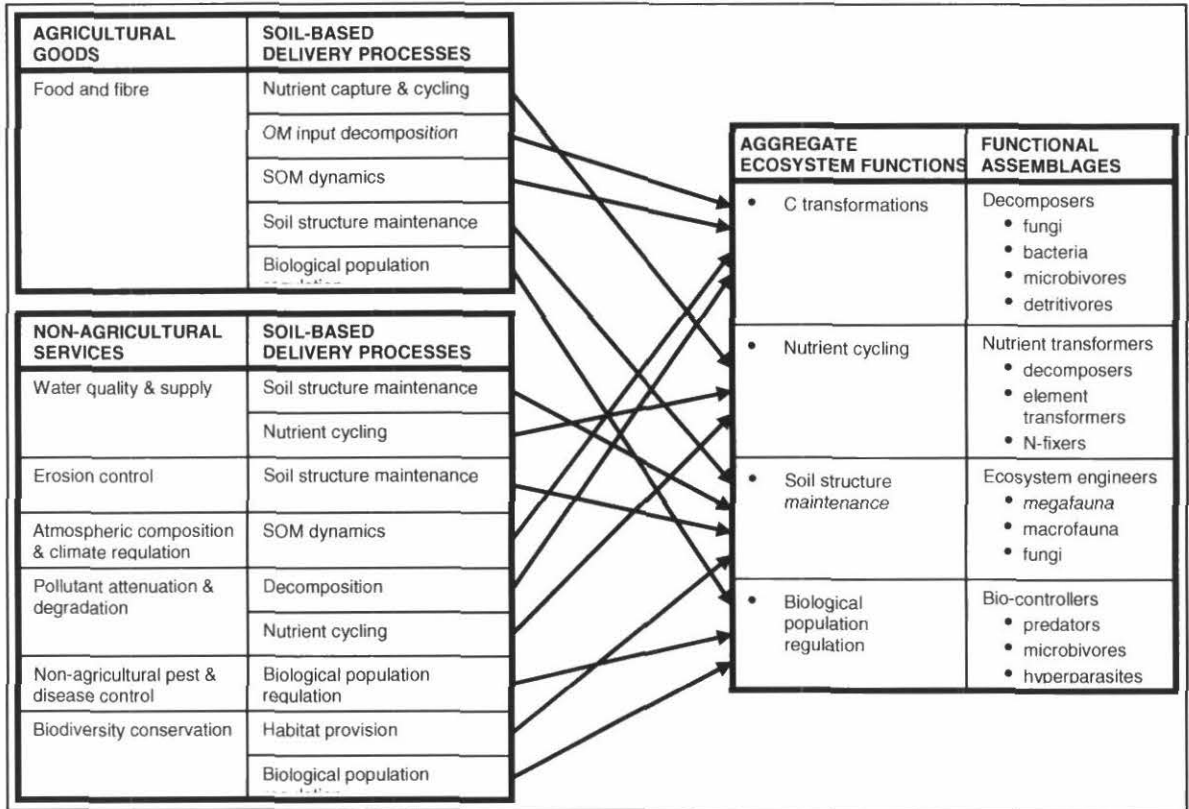 AGRICULTURAL
GOODS
SOIL-BASED
DELIVERY PROCESSES
Food and fibre
Nutrient capture & cycling
OM input decomposition
SOM dynamics
Soil structure maintenance
Biological population
NON-AGRICULTURAL
SERVICES
SOIL-BASED
DELIVERY PROCESSES
Water quality & supply
Soil structure maintenance
Nutrient cycling
Erosion control
Soil structure maintenance
Atmospheric composition
& climate regulation
SOM dynamics
Pollutant attenuation &
degradation
Decomposition
Nutrient cycling
Non-agricultural pest &
disease control
Biological population
regulation
Biodiversity conservation
Habitat provision
Biological population
AGGREGATE
ECOSYSTEM FUNCTIONS
FUNCTIONAL
ASSEMBLAGES
• C transformations
Decomposers
• fungi
• bacteria
• microbivores
• detritivores
• Nutrient cycling
Nutrient transformers
• decomposers
• element
transformers
• N-fixers
• Soil structure
maintenance
Ecosystem engineers
• megafauna
• macrofauna
• fungi
• Biological
population
regulation
Bio-controllers
• predators
• microbivores
• hyperparasites